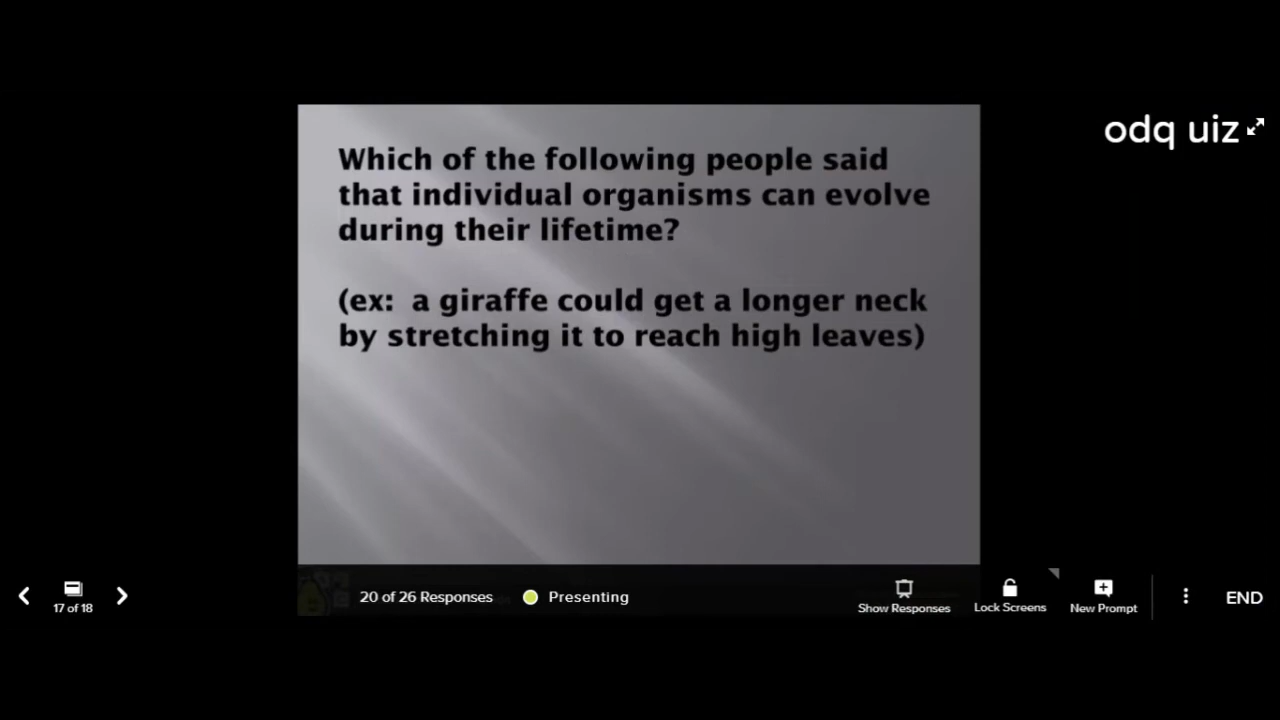 odq uiz
Which of the following people said
that individual organisms can evolve
during their lifetime?
(ex: a giraffe could get a longer neck
by stretching it to reach high leaves)
20 of 26 Responses
Presenting
17 of 18
Show Responses
Lock Screens
New Prompt
END